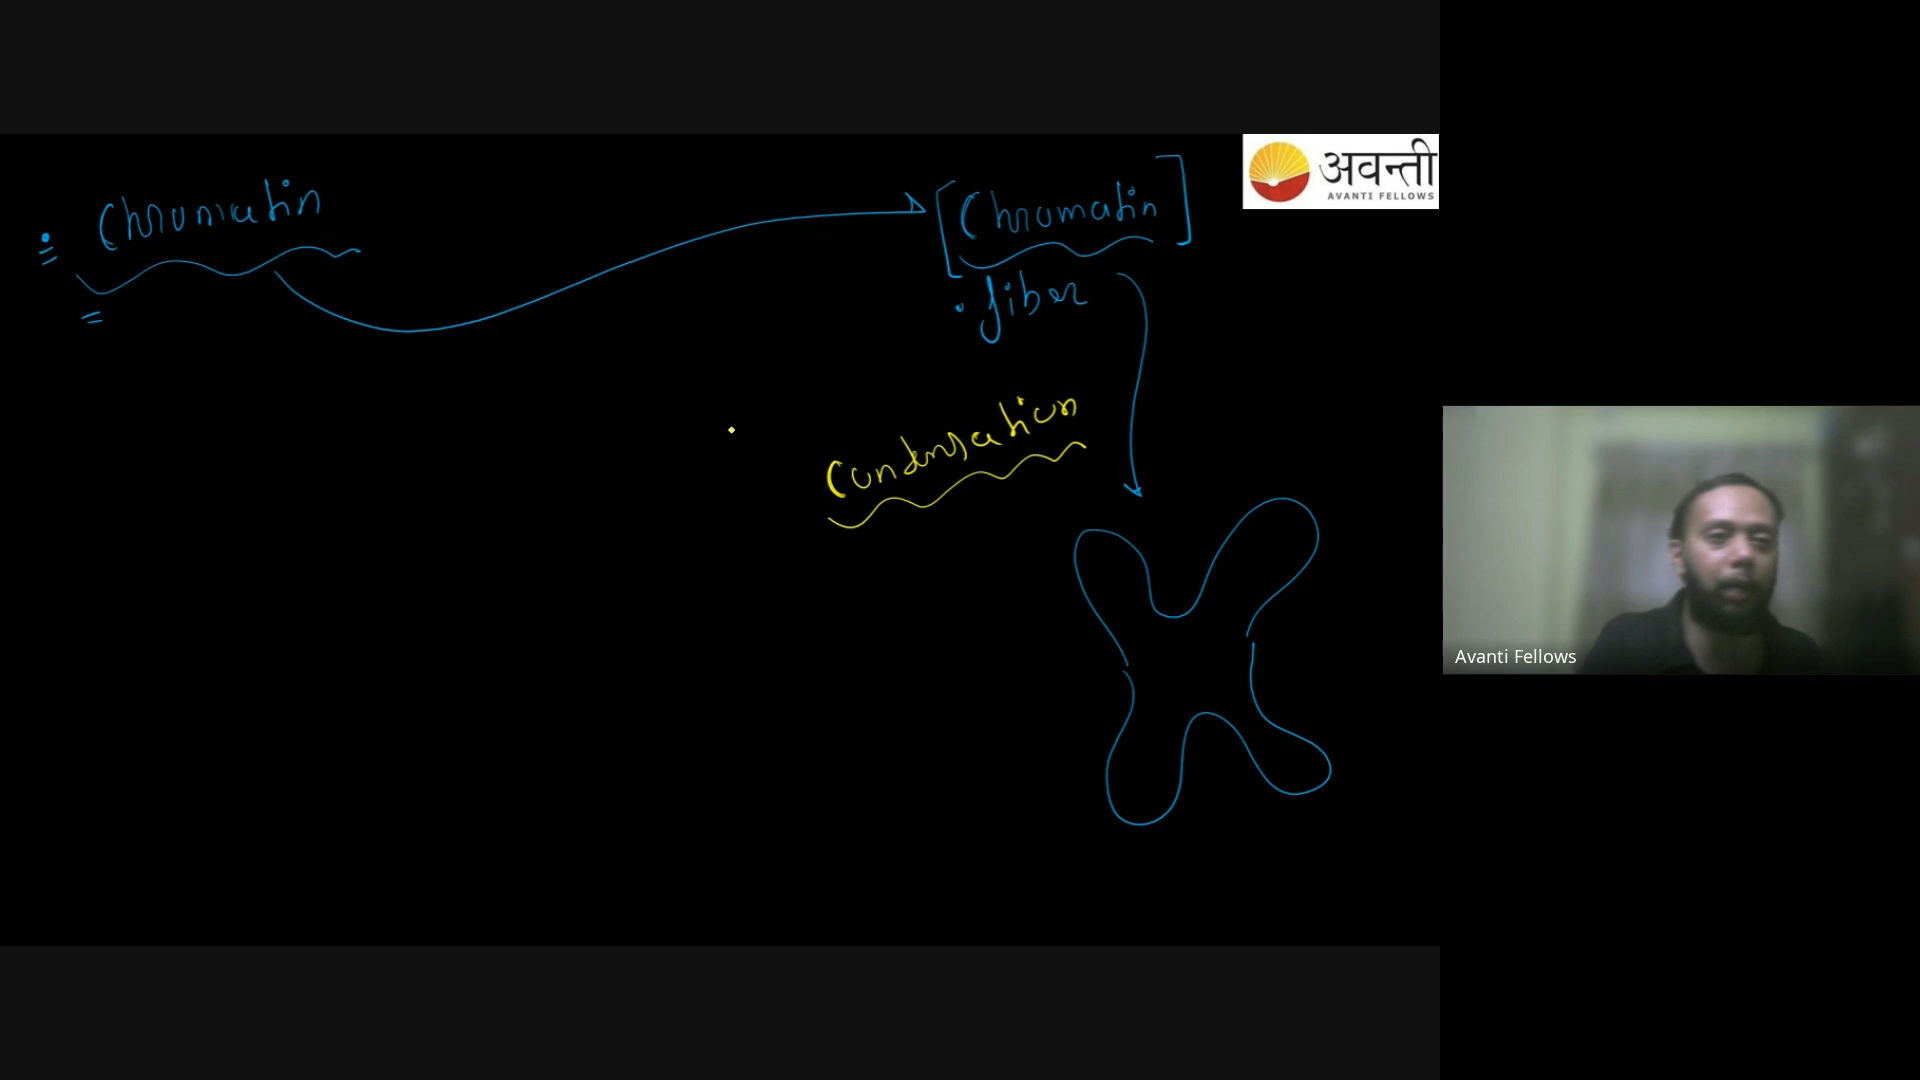 Chromatin
[Chromatin]
fiber
Condensation
अवन्ती
AVANTI FELLOWS
Avanti Fellows